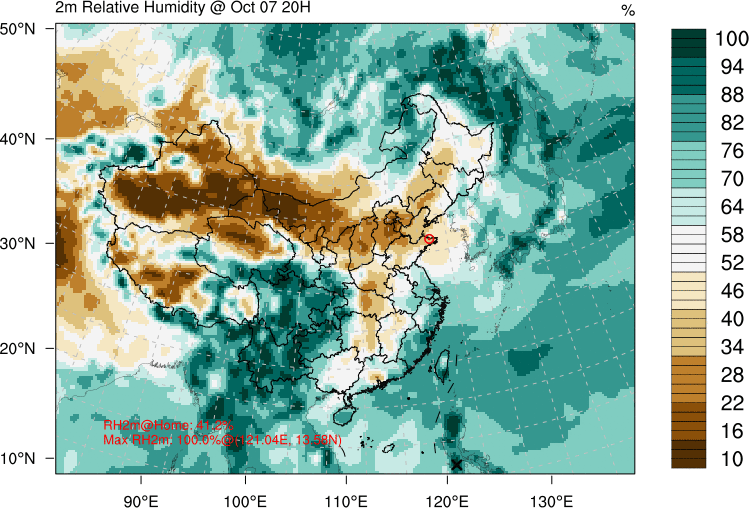 2m Relative Humidity @ Oct 07 20H
%
50°N
40°N
30°N
20°N
10°N
90°E
100°E
110°E
120°E
130°E
100
94
88
82
76
70
64
58
52
46
40
34
28
22
16
10
RH2m@Home: 41.2%
Max RH2m: 100.0%@(121.04E, 13.58N)